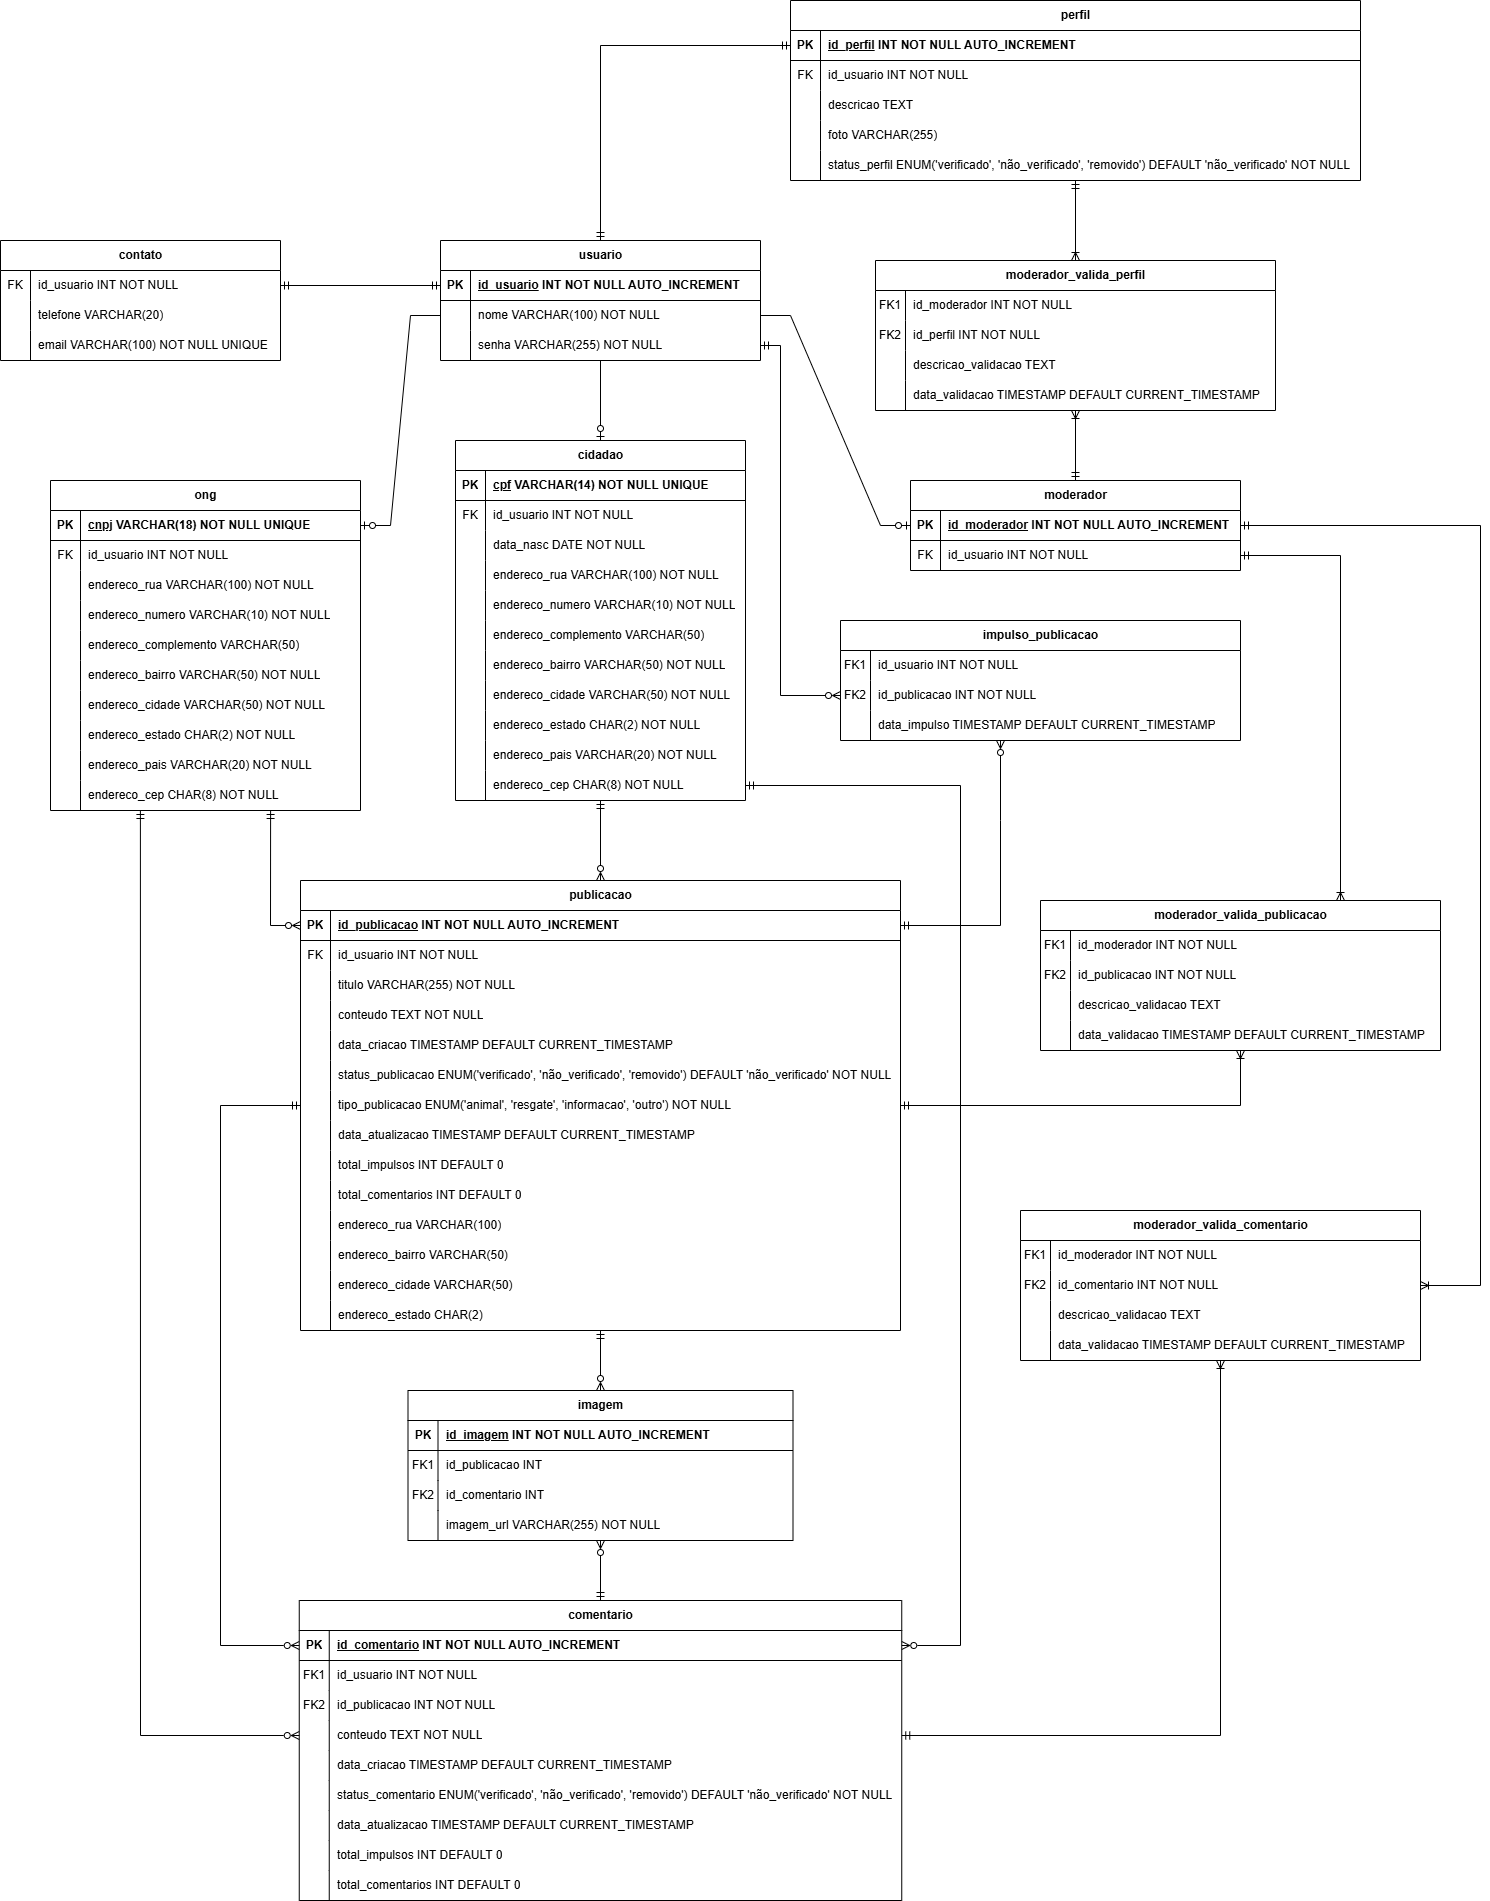 perfil
PK id_perfil INT NOT NULL AUTO_INCREMENT
FK id_usuario INT NOT NULL
descricao TEXT
foto VARCHAR(255)
status_perfil ENUM('verificado', 'não_verificado', 'removido') DEFAULT 'não_verificado' NOT NULL
contato
FK id_usuario INT NOT NULL
telefone VARCHAR(20)
email VARCHAR(100) NOT NULL UNIQUE
usuario
PK id_usuario INT NOT NULL AUTO_INCREMENT
nome VARCHAR(100) NOT NULL
senha VARCHAR(255) NOT NULL
moderador_valida_perfil
FK1 id_moderador INT NOT NULL
FK2 id_perfil INT NOT NULL
descricao_validacao TEXT
data_validacao TIMESTAMP DEFAULT CURRENT_TIMESTAMP
ong
PK cnpj VARCHAR(18) NOT NULL UNIQUE
FK id_usuario INT NOT NULL
endereco_rua VARCHAR(100) NOT NULL
endereco_numero VARCHAR(10) NOT NULL
endereco_complemento VARCHAR(50)
endereco_bairro VARCHAR(50) NOT NULL
endereco_cidade VARCHAR(50) NOT NULL
endereco_estado CHAR(2) NOT NULL
endereco_pais VARCHAR(20) NOT NULL
endereco_cep CHAR(8) NOT NULL
cidadao
PK cpf VARCHAR(14) NOT NULL UNIQUE
FK id_usuario INT NOT NULL
data_nasc DATE NOT NULL
endereco_rua VARCHAR(100) NOT NULL
endereco_numero VARCHAR(10) NOT NULL
endereco_complemento VARCHAR(50)
endereco_bairro VARCHAR(50) NOT NULL
endereco_cidade VARCHAR(50) NOT NULL
endereco_estado CHAR(2) NOT NULL
endereco_pais VARCHAR(20) NOT NULL
endereco_cep CHAR(8) NOT NULL
moderador
PK id_moderador INT NOT NULL AUTO_INCREMENT
FK id_usuario INT NOT NULL
impulso_publicacao
FK1 id_usuario INT NOT NULL
FK2 id_publicacao INT NOT NULL
data_impulso TIMESTAMP DEFAULT CURRENT_TIMESTAMP
publicacao
PK id_publicacao INT NOT NULL AUTO_INCREMENT
FK id_usuario INT NOT NULL
titulo VARCHAR(255) NOT NULL
conteudo TEXT NOT NULL
data_criacao TIMESTAMP DEFAULT CURRENT_TIMESTAMP
status_publicacao ENUM('verificado', 'não_verificado', 'removido') DEFAULT 'não_verificado' NOT NULL
tipo_publicacao ENUM('animal', 'resgate', 'informacao', 'outro') NOT NULL
data_atualizacao TIMESTAMP DEFAULT CURRENT_TIMESTAMP
total_impulsos INT DEFAULT 0
total_comentarios INT DEFAULT 0
endereco_rua VARCHAR(100)
endereco_bairro VARCHAR(50)
endereco_cidade VARCHAR(50)
endereco_estado CHAR(2)
moderador_valida_publicacao
FK1 id_moderador INT NOT NULL
FK2 id_publicacao INT NOT NULL
descricao_validacao TEXT
data_validacao TIMESTAMP DEFAULT CURRENT_TIMESTAMP
moderador_valida_comentario
FK1 id_moderador INT NOT NULL
FK2 id_comentario INT NOT NULL
descricao_validacao TEXT
data_validacao TIMESTAMP DEFAULT CURRENT_TIMESTAMP
imagem
PK id_imagem INT NOT NULL AUTO_INCREMENT
FK1 id_publicacao INT
FK2 id_comentario INT
imagem_url VARCHAR(255) NOT NULL
comentario
PK id_comentario INT NOT NULL AUTO_INCREMENT
FK1 id_usuario INT NOT NULL
FK2 id_publicacao INT NOT NULL
conteudo TEXT NOT NULL
data_criacao TIMESTAMP DEFAULT CURRENT_TIMESTAMP
status_comentario ENUM('verificado', 'não_verificado', 'removido') DEFAULT 'não_verificado' NOT NULL
data_atualizacao TIMESTAMP DEFAULT CURRENT_TIMESTAMP
total_impulsos INT DEFAULT 0
total_comentarios INT DEFAULT 0